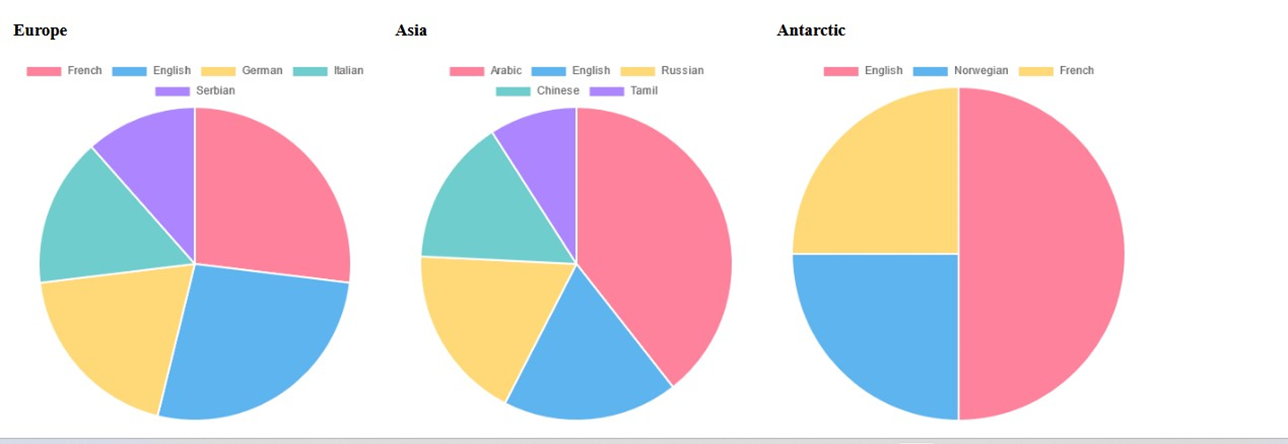 Europe
French English German Italian
Serbian
Asia
Arabic English Russian
Chinese Tamil
Antarctic
English Norwegian French